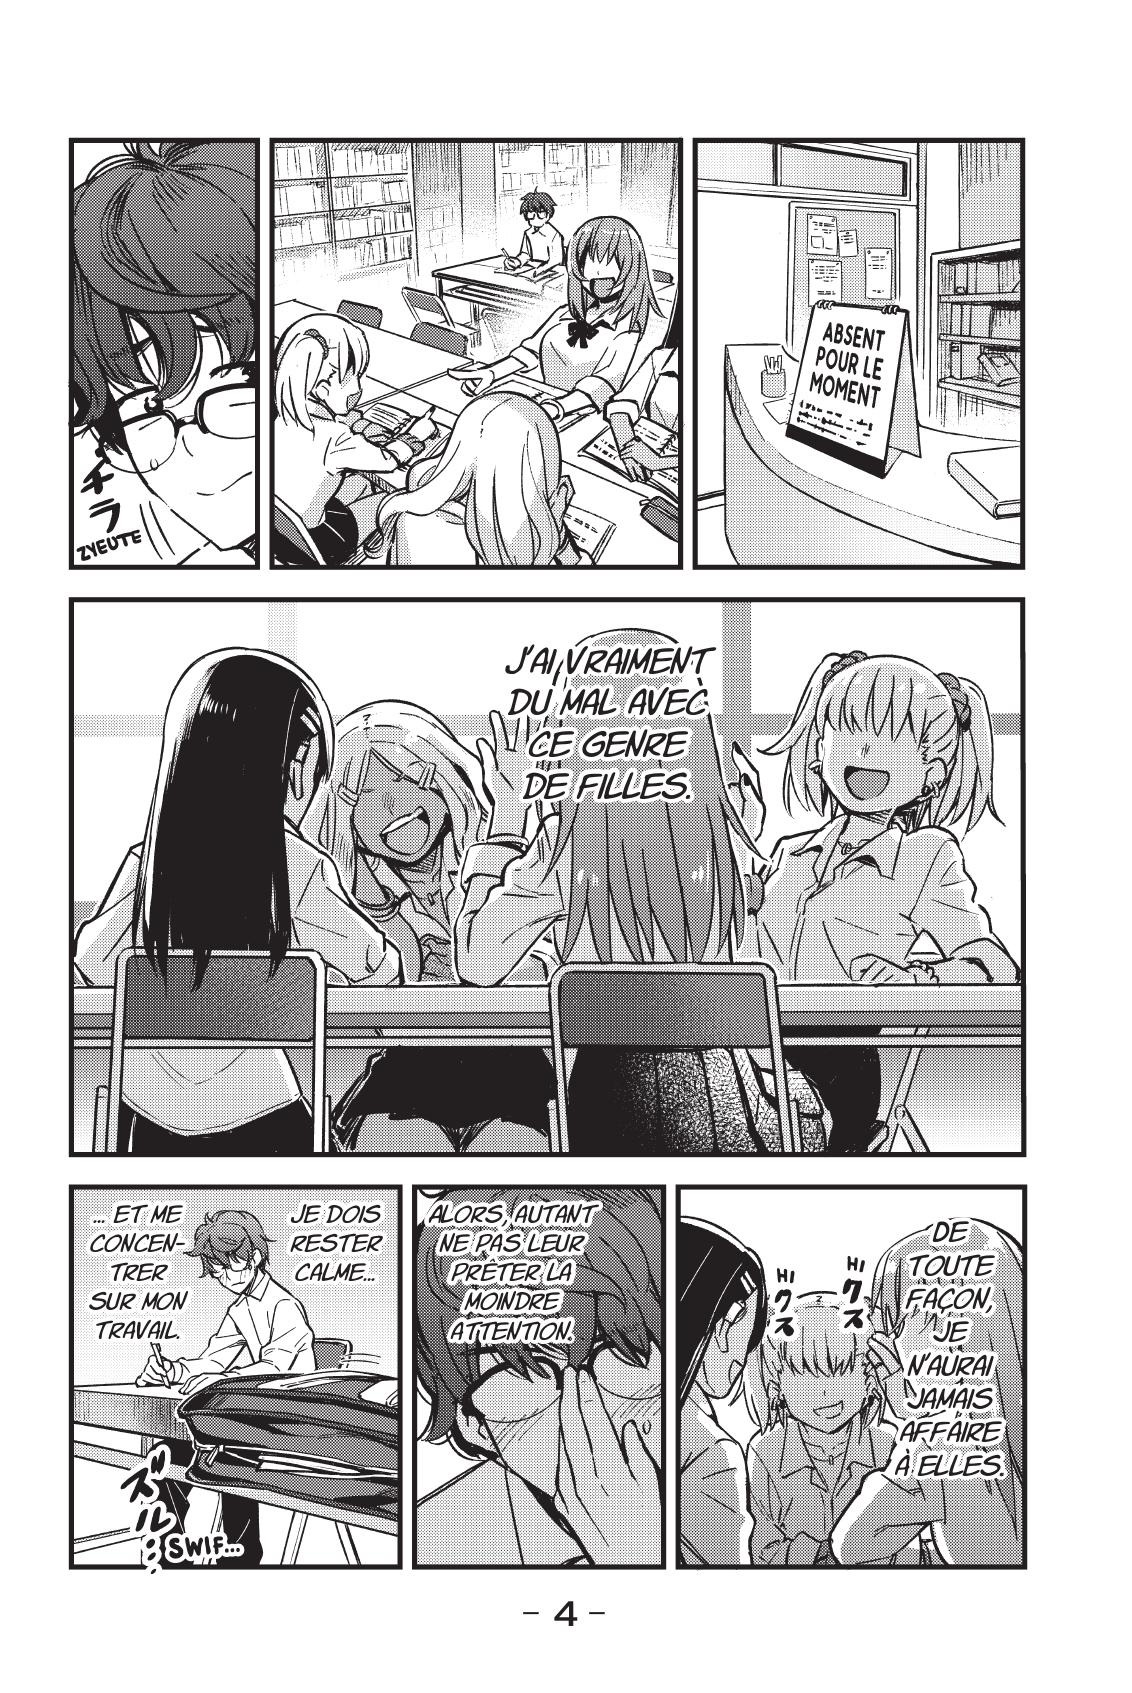 ABSENT
POUR LE
MOMENT
チラ
ZYEUTE
J'AI VRAIMENT
DU MAL AVEC
CE GENRE
DE FILLES.
DE
TOUTE
FAÇON,
JE
N'AURAI
JAMAIS
AFFAIRE
À ELLES.
HI
クス
HI
クス
ALORS, AUTANT
NE PAS LEUR
PRÊTER LA
MOINDRE
ATTENTION.
JE DOIS
RESTER
CALME...
... ET ME
CONCEN-
TRER
SUR MON
TRAVAIL.
ズル...
SWIF...
- 4 -